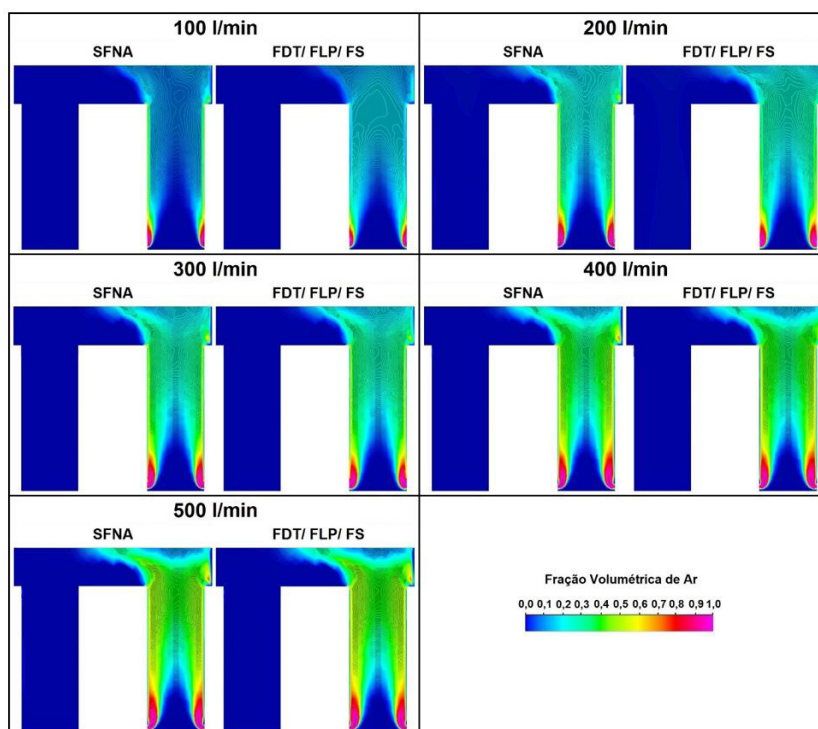 100 l/min
200 l/min
SFNA
FDT/ FLP/ FS
SFNA
FDT/ FLP/ FS
300 l/min
400 l/min
SFNA
FDT/ FLP/ FS
SFNA
FDT/ FLP/ FS
500 l/min
SFNA
FDT/ FLP/ FS
Fração Volumétrica de Ar
0,0 0,1 0,2 0,3 0,4 0,5 0,6 0,7 0,8 0,9 1,0